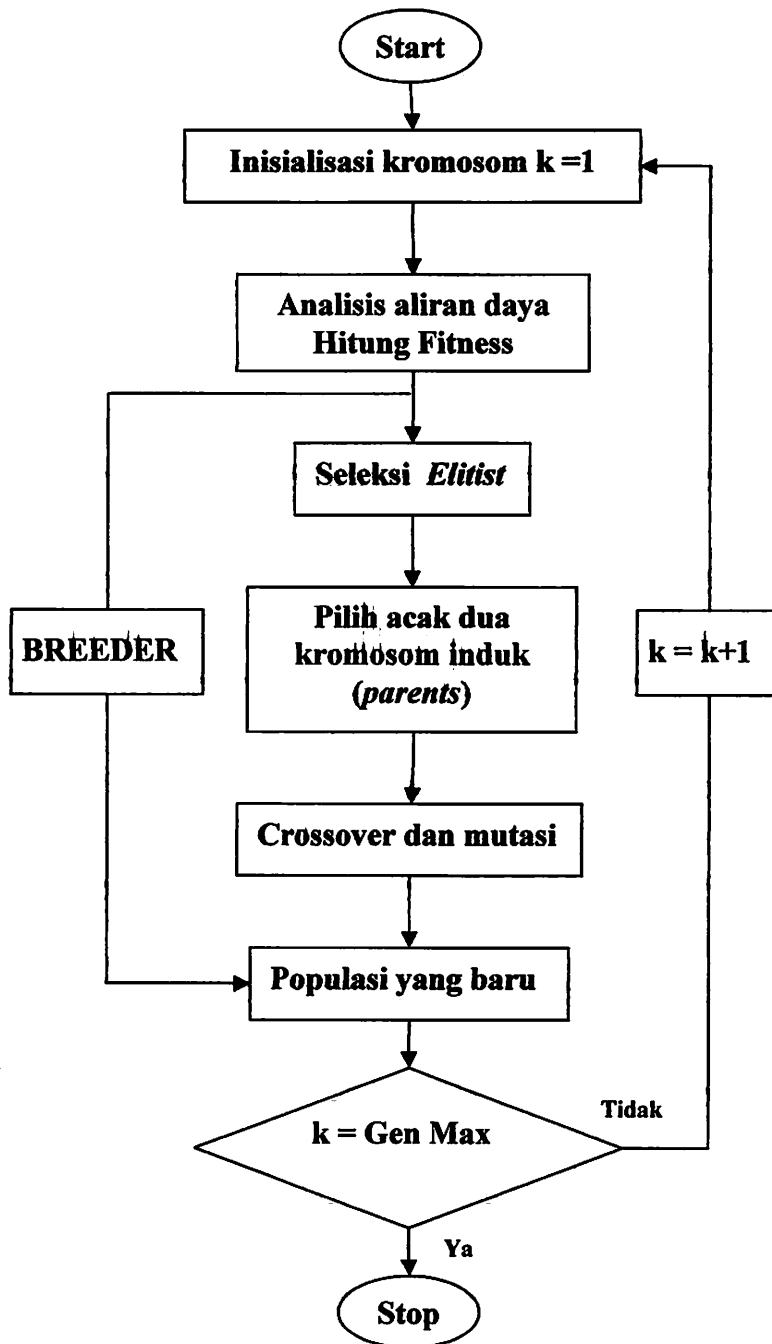 Start
Inisialisasi kromosom k =1
Analisis aliran daya
Hitung Fitness
Seleksi Elitist
Pilih acak dua
kromosom induk
(parents)
BREEDER
k = k+1
Crossover dan mutasi
Populasi yang baru
k = Gen Max
Tidak
Ya
Stop